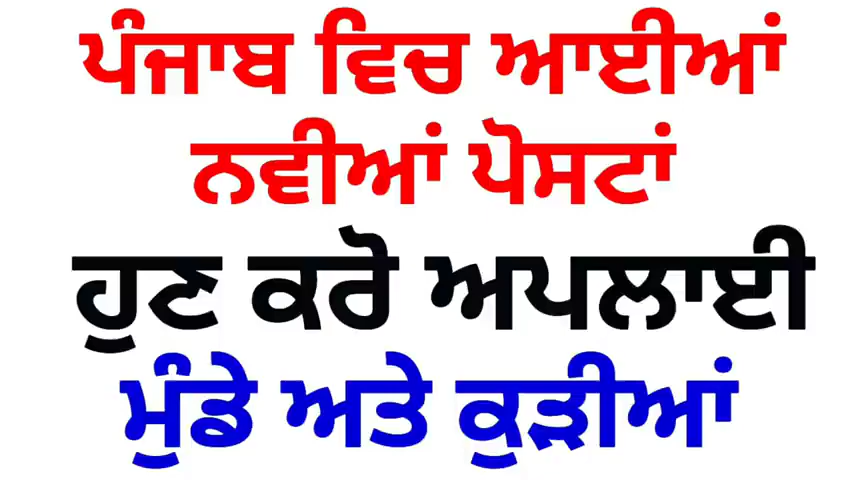 ਪੰਜਾਬ ਵਿਚ ਆਈਆਂ
ਨਵੀਆਂ ਪੋਸਟਾਂ
ਹੁਣ ਕਰੋ ਅਪਲਾਈ
ਮੁੰਡੇ ਅਤੇ ਕੁੜੀਆਂ